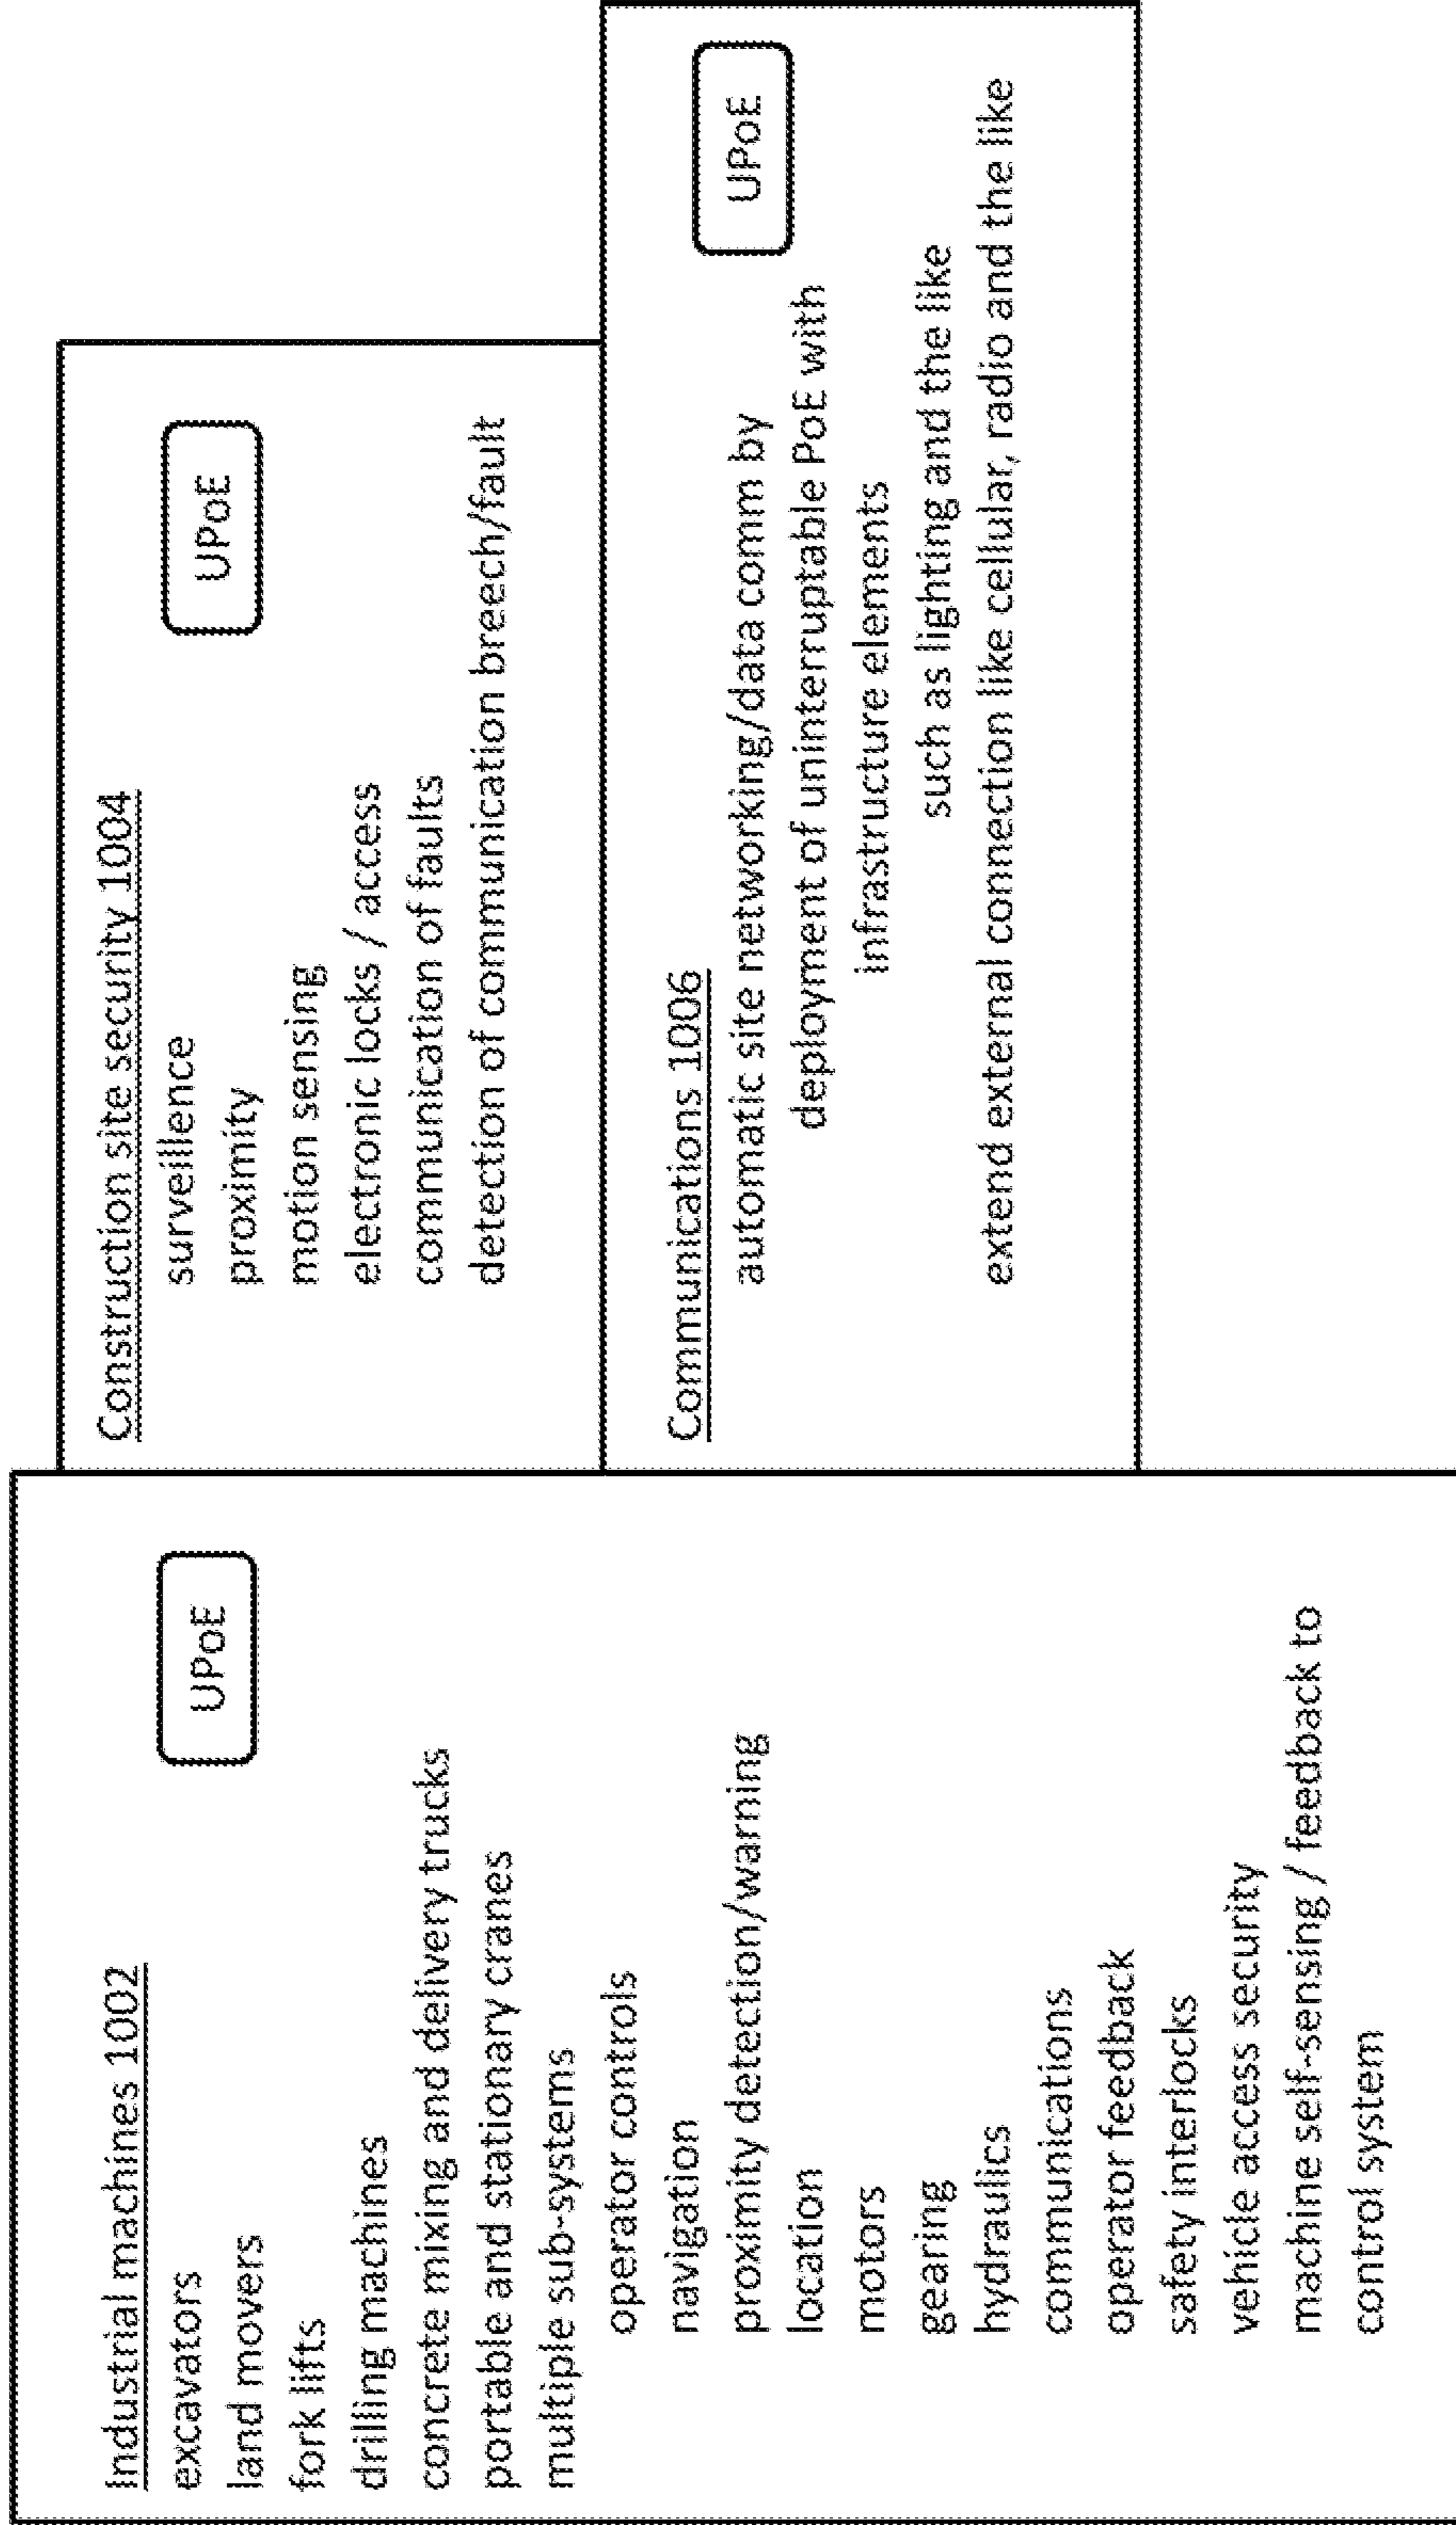 Industrial machines 1002
UPoE
excavators
land movers
fork lifts
drilling machines
concrete mixing and delivery trucks
portable and stationary cranes
multiple sub-systems
operator controls
navigation
proximity detection/warning
location
motors
gearing
hydraulics
communications
operator feedback
safety interlocks
vehicle access security
machine self-sensing / feedback to
control system
Construction site security 1004
surveillence
UPoE
proximity
motion sensing
electronic locks / access
communication of faults
detection of communication breech/fault
Communications 1006
UPoE
automatic site networking/data comm by
deployment of uninterruptable PoE with
infrastructure elements
such as lighting and the like
extend external connection like cellular, radio and the like